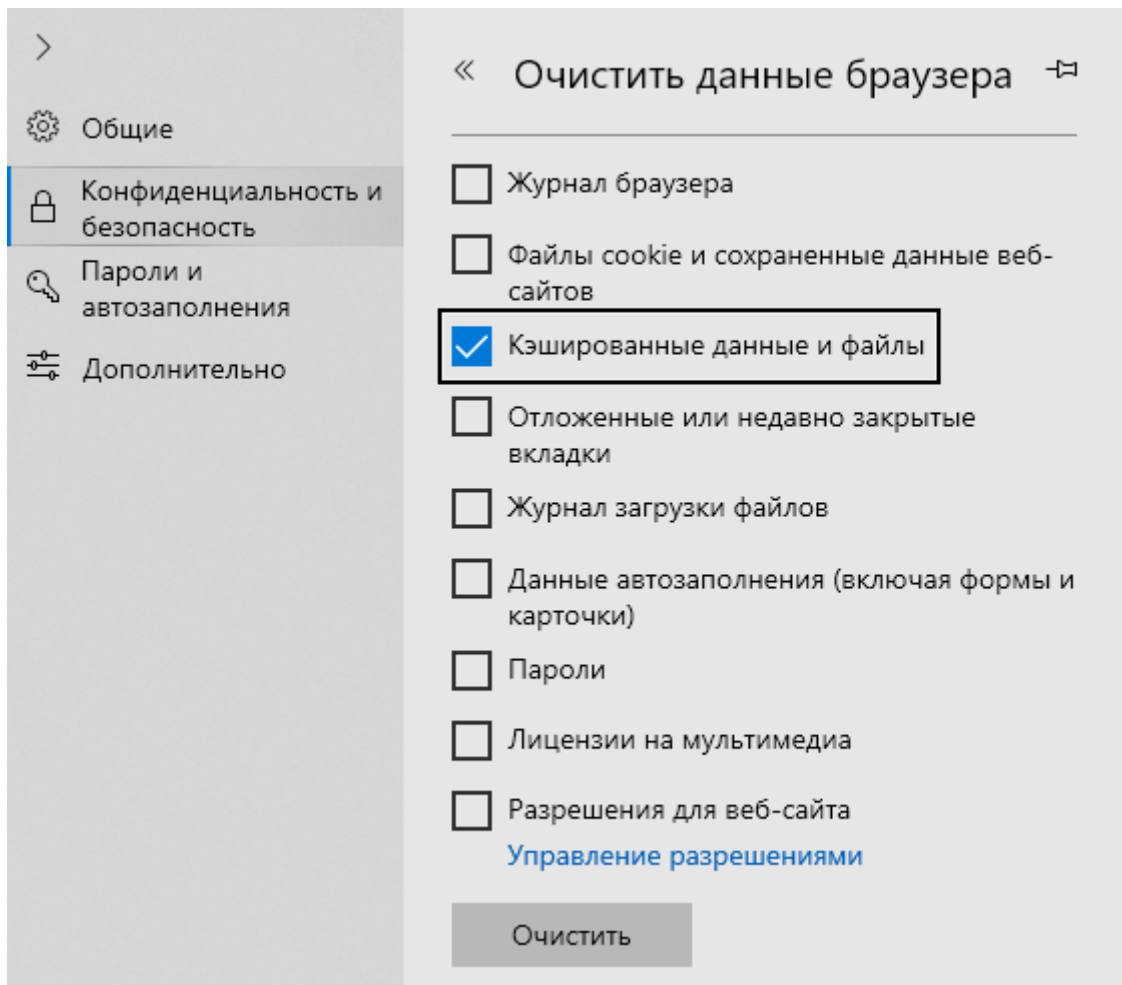 Общие
Конфиденциальность и
безопасность
Пароли и
автозаполнения
Дополнительно
Очистить данные браузера
Журнал браузера
Файлы cookie и сохраненные данные веб-
сайтов
Кэшированные данные и файлы
Отложенные или недавно закрытые
вкладки
Журнал загрузки файлов
Данные автозаполнения (включая формы и
карточки)
Пароли
Лицензии на мультимедиа
Разрешения для веб-сайта
Управление разрешениями
Очистить